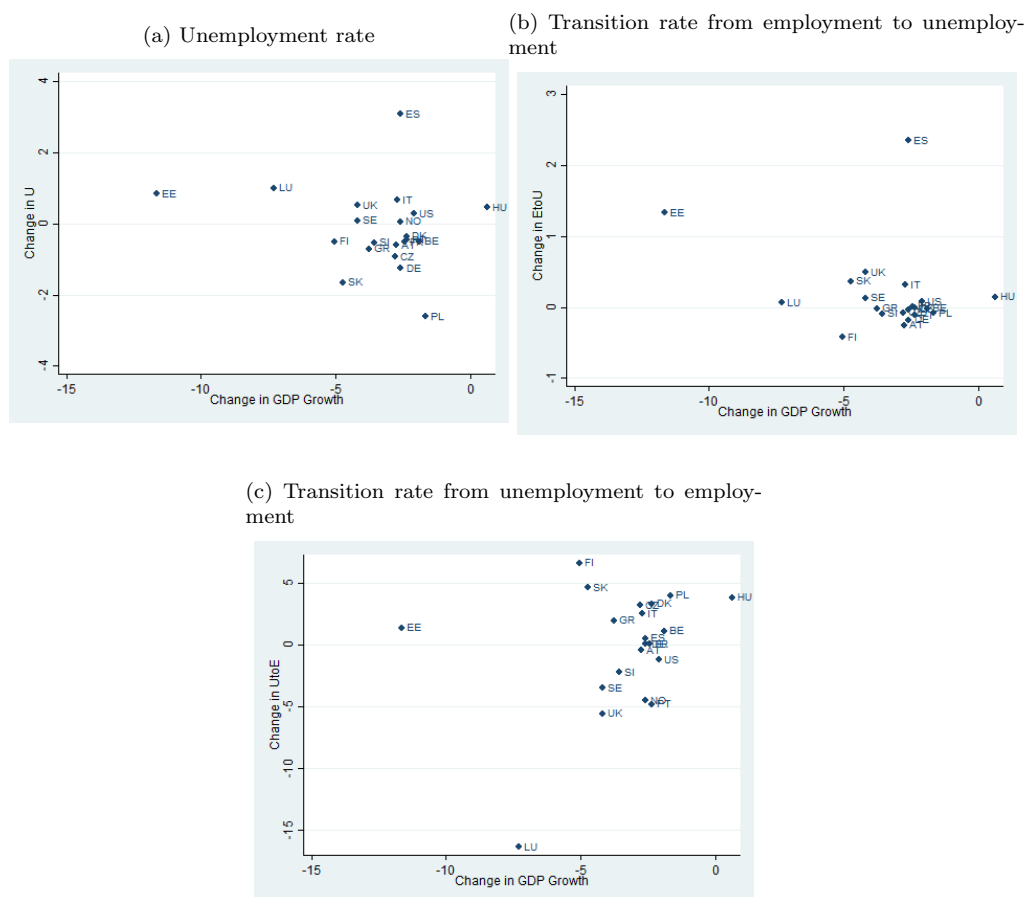 (a) Unemployment rate
(b) Transition rate from employment to unemploy-
ment
4
2
0
-2
-4
Change in U
ES
EE
LU
UK
SE
IT
US
NO
HU
FI
SI
GR
DK
AT
BE
CZ
DE
SK
PL
-15
-10
-5
0
Change in GDP Growth
3
2
1
0
-1
Change in EtoU
ES
EE
UK
SK
IT
LU
SE
US
HU
GR
SI
BE
PL
DE
AT
FI
-15
-10
-5
0
Change in GDP Growth
(c) Transition rate from unemployment to employ-
ment
5
0
-5
-10
-15
Change in UtoE
FI
SK
PL
HU
CZ
DK
IT
GR
EE
BE
ES
AT
US
SI
SE
NO
PT
UK
LU
-15
-10
-5
0
Change in GDP Growth